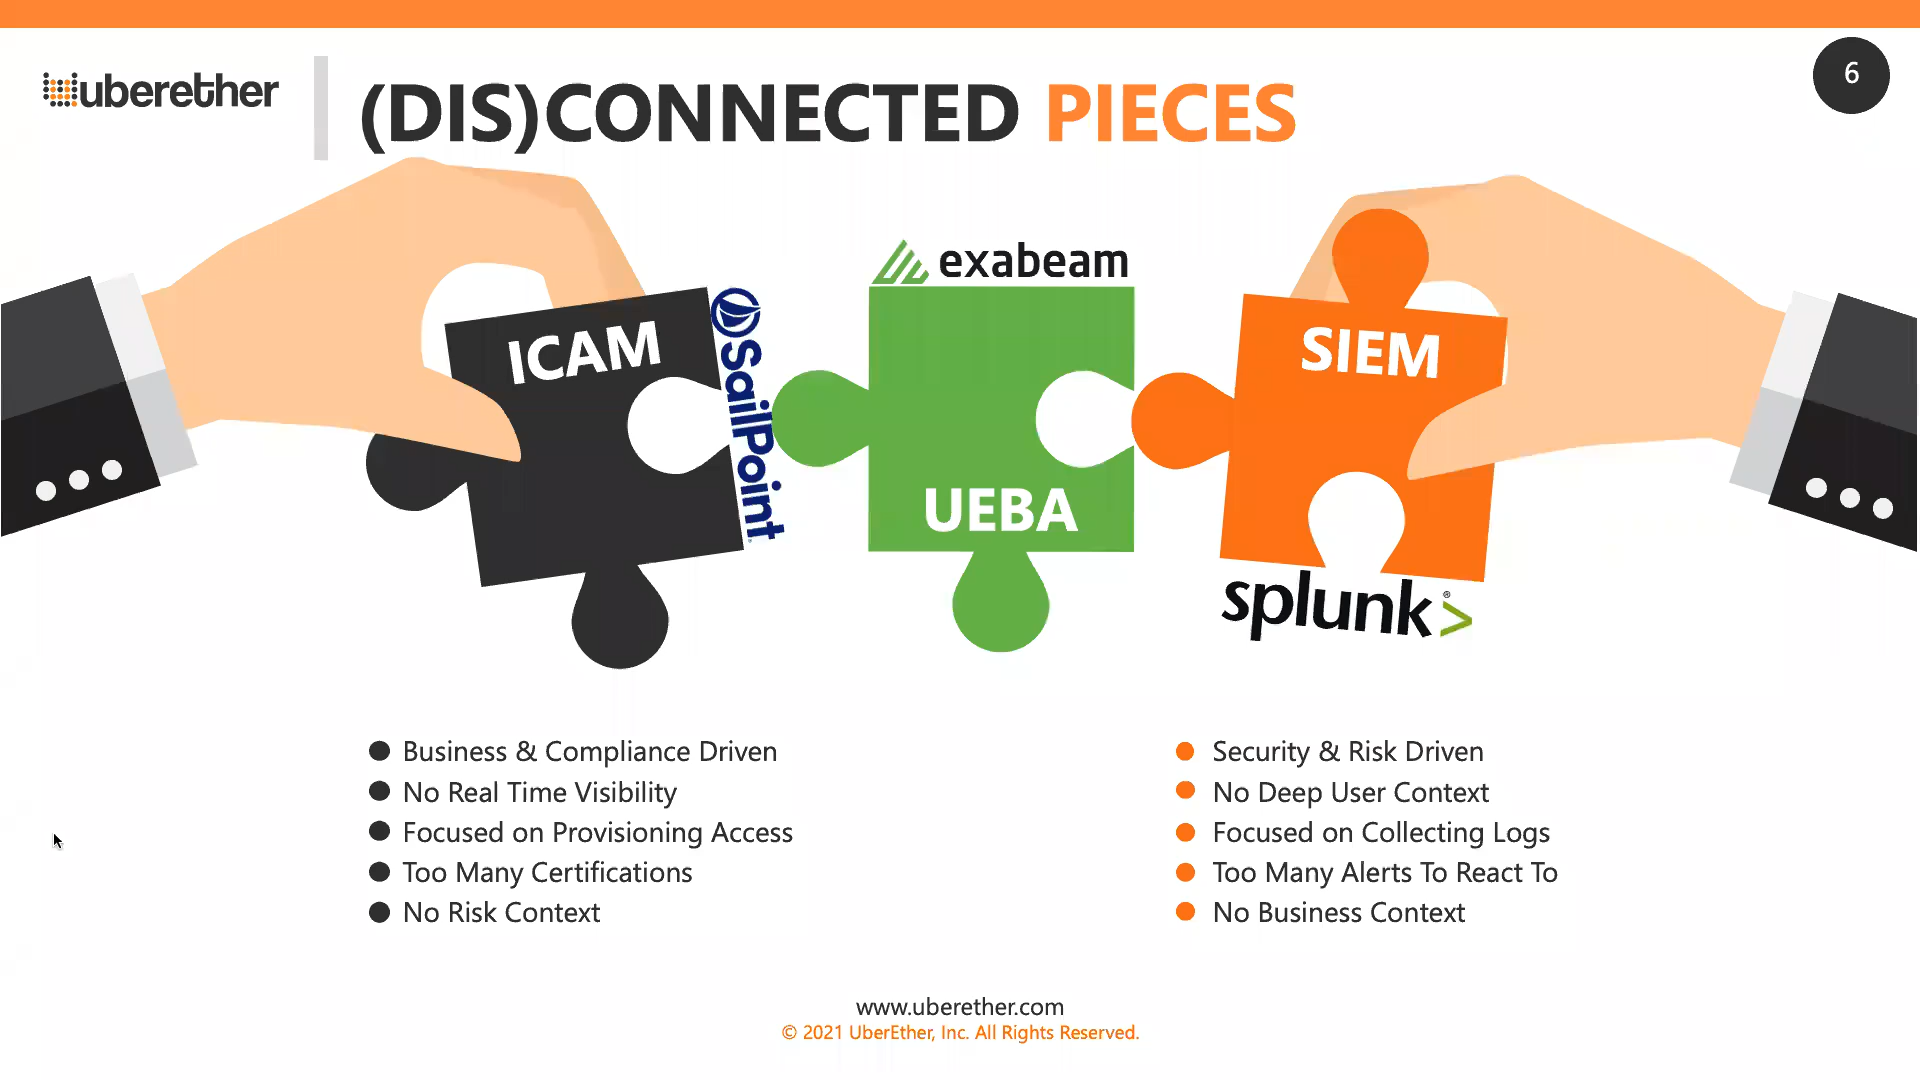 uberether
(DIS)CONNECTED PIECES
6
exabeam
ICAM
SailPoint
SIEM
UEBA
splunk>®
Business & Compliance Driven
No Real Time Visibility
Focused on Provisioning Access
Too Many Certifications
No Risk Context
Security & Risk Driven
No Deep User Context
Focused on Collecting Logs
Too Many Alerts To React To
No Business Context
www.uberether.com
© 2021 UberEther, Inc. All Rights Reserved.